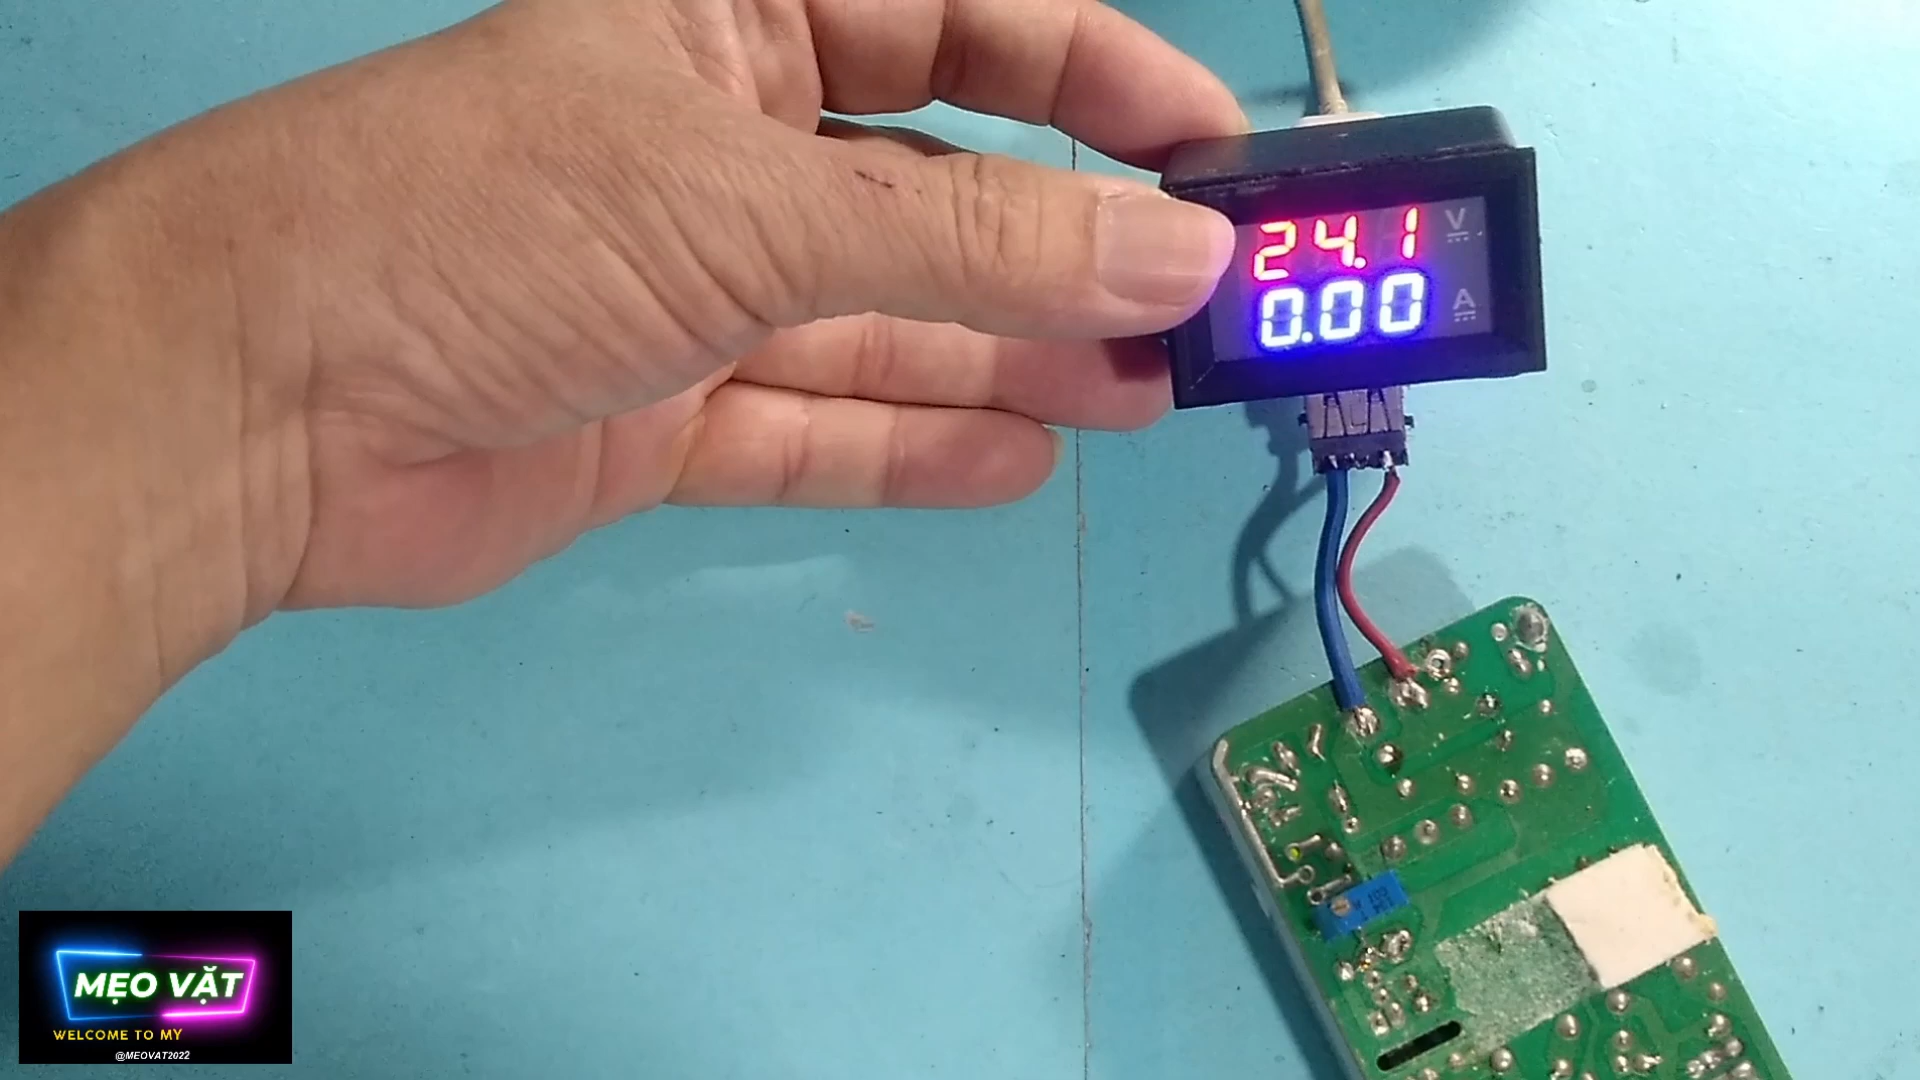 24.1 V
0.00 A
MẸO VẶT
WELCOME TO MY
@MEOVAT2022